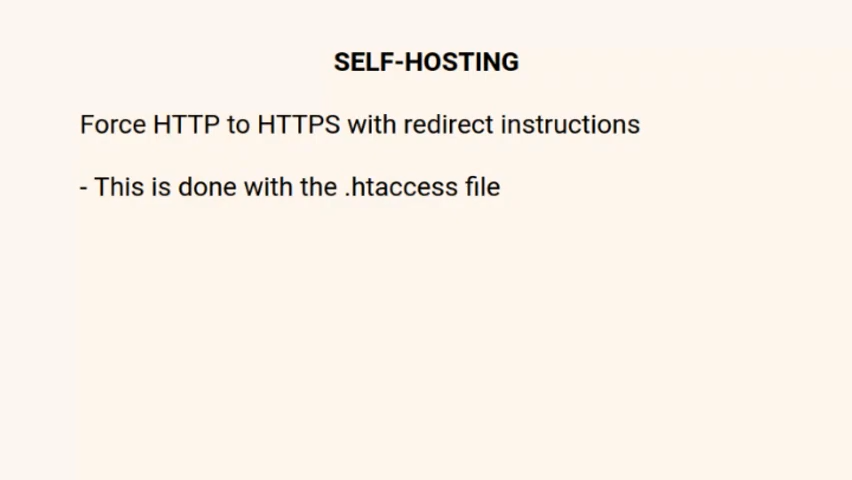 SELF-HOSTING
Force HTTP to HTTPS with redirect instructions
- This is done with the .htaccess file